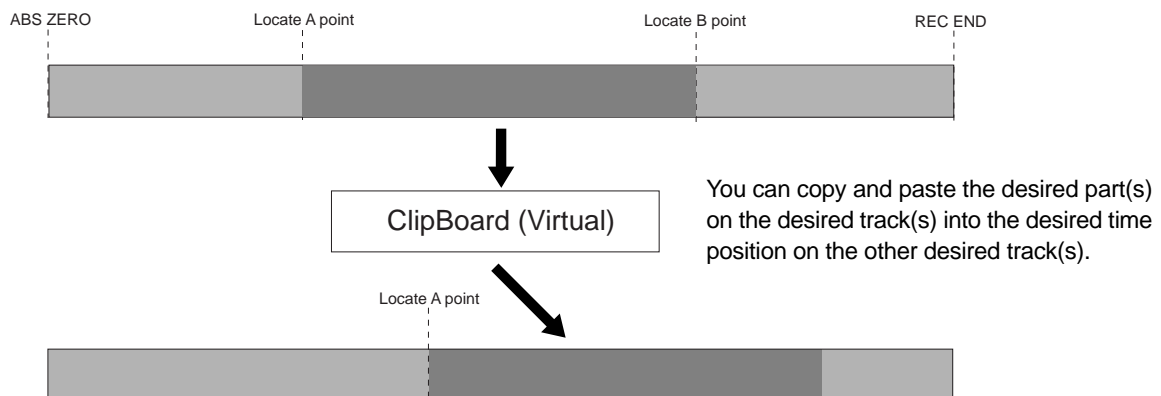 ABS ZERO
Locate A point
Locate B point
REC END
ClipBoard (Virtual)
You can copy and paste the desired part(s)
on the desired track(s) into the desired time
position on the other desired track(s).
Locate A point